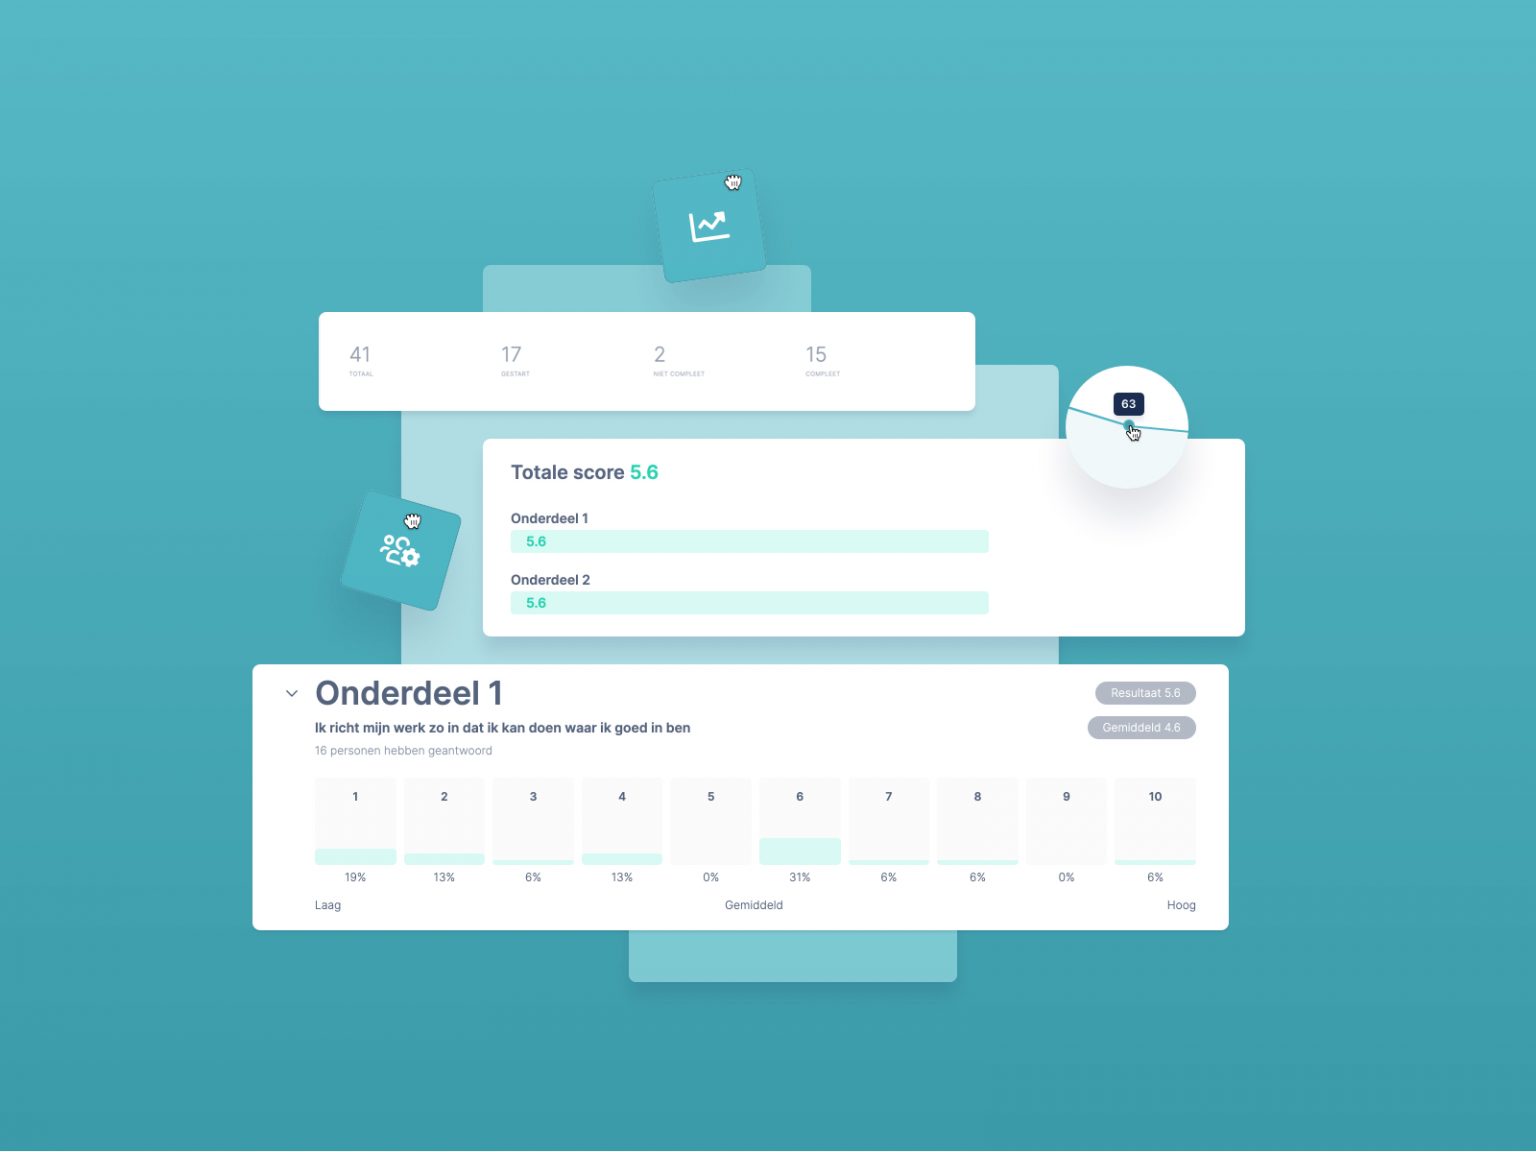 41 17 2 15
TOTAAL GESTART NIET COMPLEET COMPLEET
63
Totale score 5.6
Onderdeel 1
5.6
Onderdeel 2
5.6
Onderdeel 1
Resultaat 5.6
Ik richt mijn werk zo in dat ik kan doen waar ik goed in ben
Gemiddeld 4.6
16 personen hebben geantwoord
1 2 3 4 5 6 7 8 9 10
19% 13% 6% 13% 0% 31% 6% 6% 0% 6%
Laag Gemiddeld Hoog